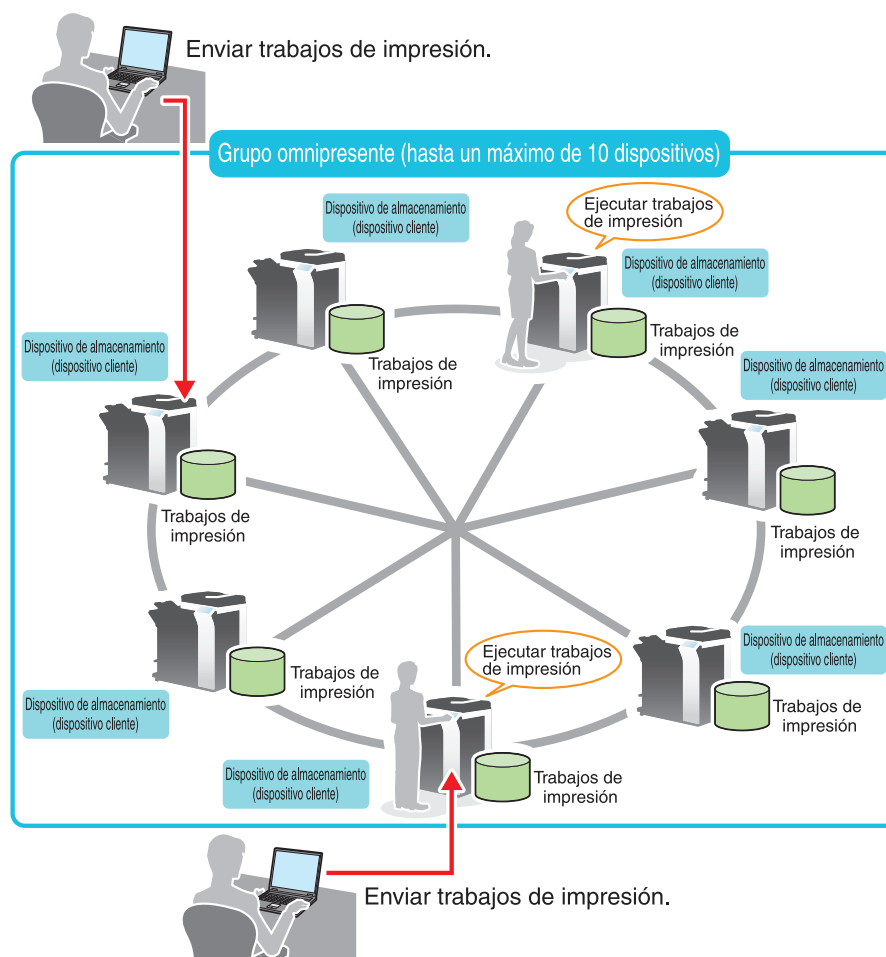 Enviar trabajos de impresión.
Grupo omnipresente (hasta un máximo de 10 dispositivos)
Dispositivo de almacenamiento
(dispositivo cliente)
Ejecutar trabajos
de impresión
Dispositivo de almacenamiento
(dispositivo cliente)
Trabajos de
impresión
Dispositivo de almacenamiento
(dispositivo cliente)
Trabajos de
impresión
Dispositivo de almacenamiento
(dispositivo cliente)
Trabajos de
impresión
Trabajos de
impresión
Ejecutar trabajos
de impresión
Dispositivo de almacenamiento
(dispositivo cliente)
Trabajos de
impresión
Dispositivo de almacenamiento
(dispositivo cliente)
Trabajos de
impresión
Dispositivo de almacenamiento
(dispositivo cliente)
Trabajos de
impresión
Enviar trabajos de impresión.